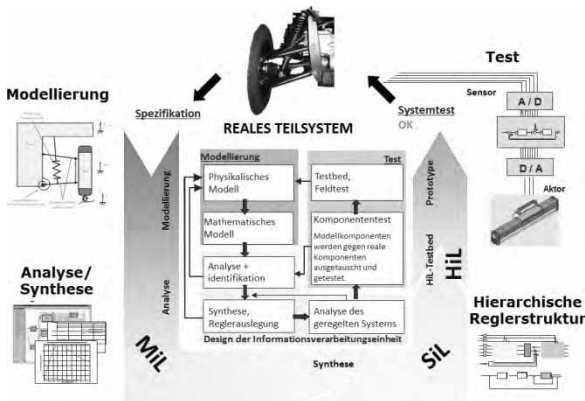 Test
Modellierung
Sensor
A / D
Spezifikation
Systemtest
OK
REALES TEILSYSTEM
D / A
Aktor
Modellierung
Test
Physikalisches
Modell
Testbed,
Feldtest
Modellierung
Prototype
Mathematisches
Modell
Komponententest
Modellkomponenten
werden gegen reale
Komponenten
ausgetauscht und
getestet.
Analyse +
identifikation
HiL-Testbed
HiL
Analyse/
Synthese
Analyse
Synthese,
Reglerauslegung
Analyse des
geregelten Systems
Hierarchische
Reglerstruktur
Design der Informationsverarbeitungseinheit
MiL
SiL
Synthese